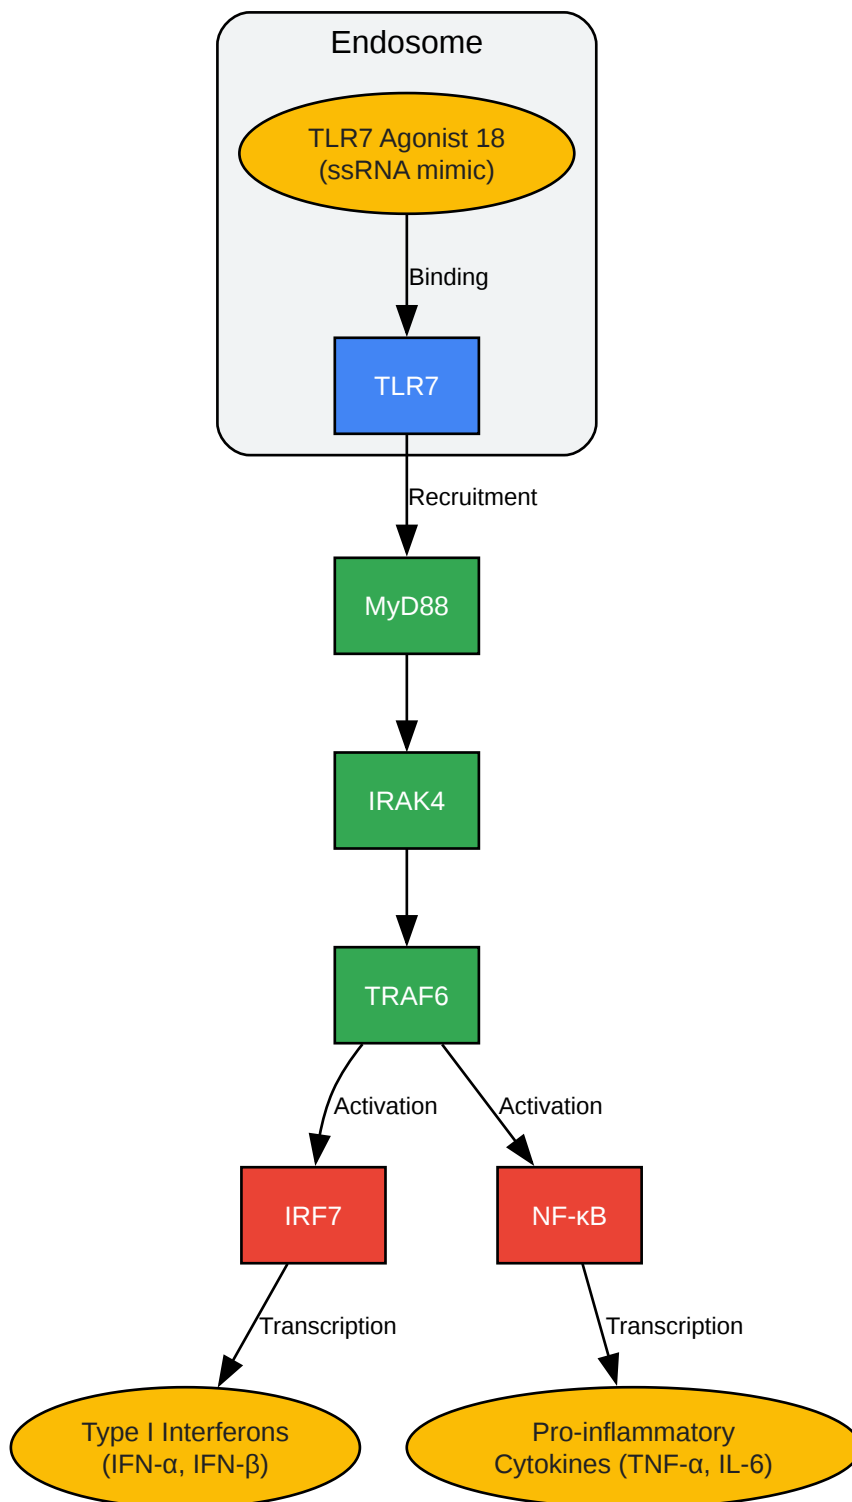 Endosome
TLR7 Agonist 18
(ssRNA mimic)
Binding
TLR7
Recruitment
MyD88
IRAK4
TRAF6
Activation
Activation
IRF7
NF-κB
Transcription
Transcription
Type I Interferons
(IFN-α, IFN-β)
Pro-inflammatory
Cytokines (TNF-α, IL-6)